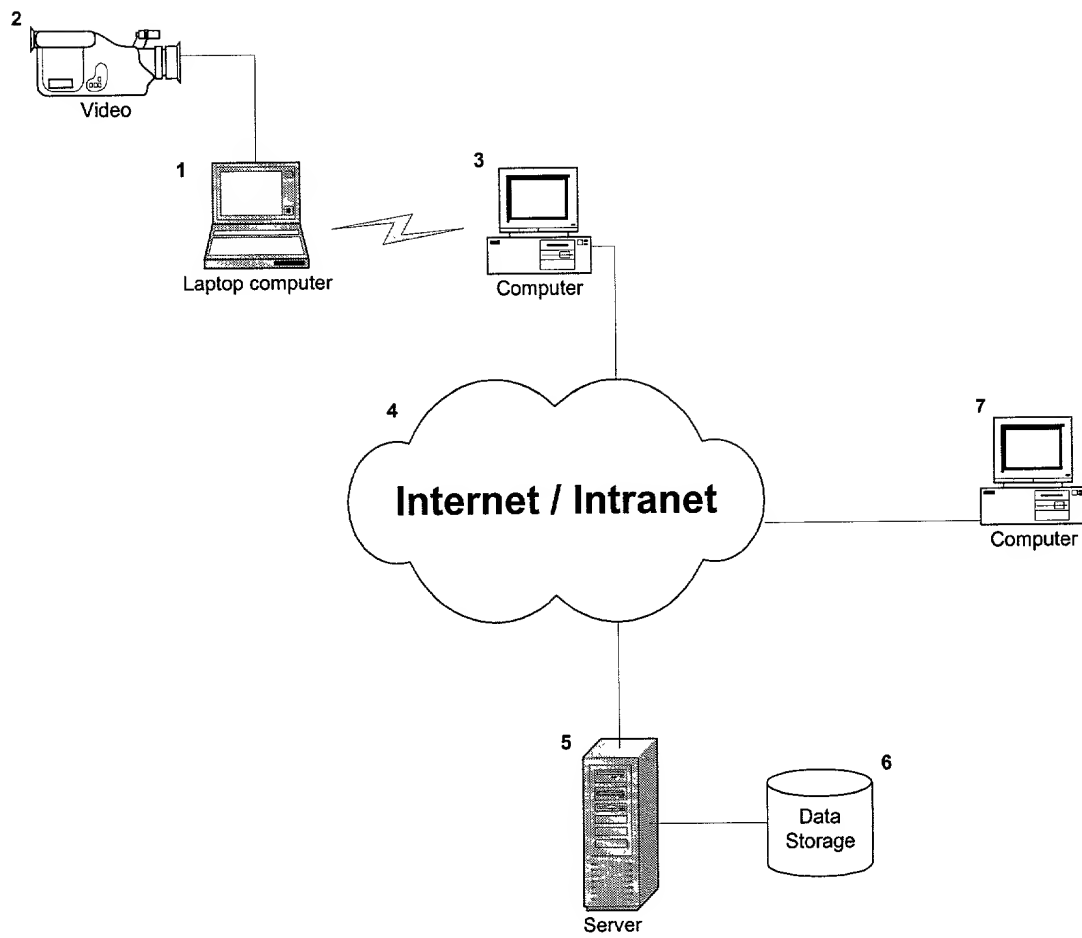 2
Video
1
Laptop computer
3
Computer
4
Internet / Intranet
7
Computer
5
Server
6
Data
Storage